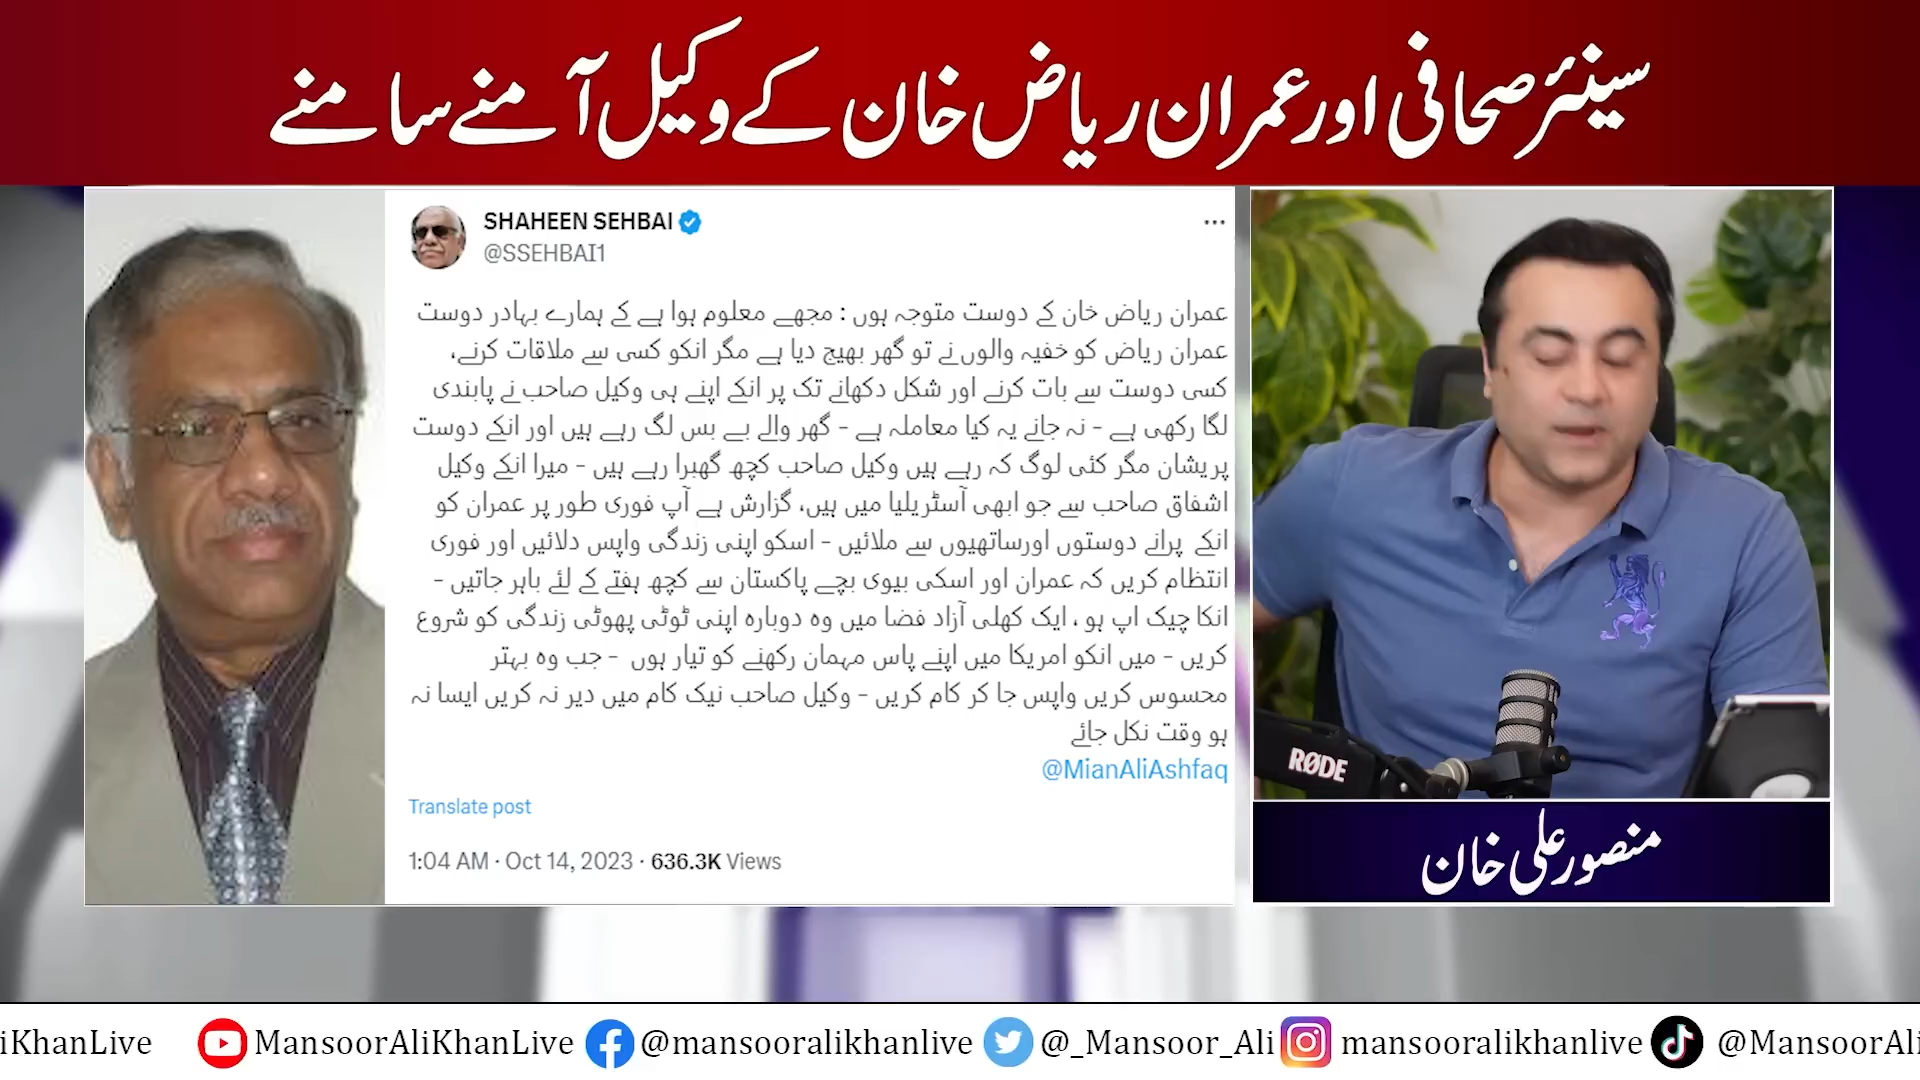 سینئر صحافی اور عمران ریاض خان کے وکیل آمنے سامنے
SHAHEEN SEHBAI
@SSEHBAI1
عمران ریاض خان کے دوست متوجہ ہوں : مجھے معلوم ہوا ہے کے ہمارے بہادر دوست
عمران ریاض کو خفیہ والوں نے تو گھر بھیج دیا ہے مگر انکو کسی سے ملاقات کرنے،
کسی دوست سے بات کرنے اور شکل دکھانے تک پر انکے اپنے ہی وکیل صاحب نے پابندی
لگا رکھی ہے - نہ جانے یہ کیا معاملہ ہے - گھر والے بے بس لگ رہے ہیں اور انکے دوست
پریشان مگر کئی لوگ کہ رہے ہیں وکیل صاحب کچھ گھبرا رہے ہیں - میرا انکے وکیل
اشفاق صاحب سے جو ابھی آسٹریلیا میں ہیں، گزارش ہے آپ فوری طور پر عمران کو
انکے پرانے دوستوں اورساتھیوں سے ملائیں - اسکو اپنی زندگی واپس دلائیں اور فوری
انتظام کریں کہ عمران اور اسکی بیوی بچے پاکستان سے کچھ ہفتے کے لئے باہر جائیں -
انکا چیک اپ ہو ، ایک کھلی آزاد فضا میں وہ دوبارہ اپنی ٹوٹی پھوٹی زندگی کو شروع
کریں - میں انکو امریکا میں اپنے پاس مہمان رکھنے کو تیار ہوں - جب وہ بہتر
محسوس کریں واپس جا کر کام کریں - وکیل صاحب نیک کام میں دیر نہ کریں ایسا نہ
ہو وقت نکل جائے
@MianAliAshfaq
Translate post
1:04 AM · Oct 14, 2023 · 636.3K Views
RØDE
منصور علی خان
iKhanLive MansoorAliKhanLive @mansooralikhanlive @_Mansoor_Ali mansooralikhanlive @MansoorAli